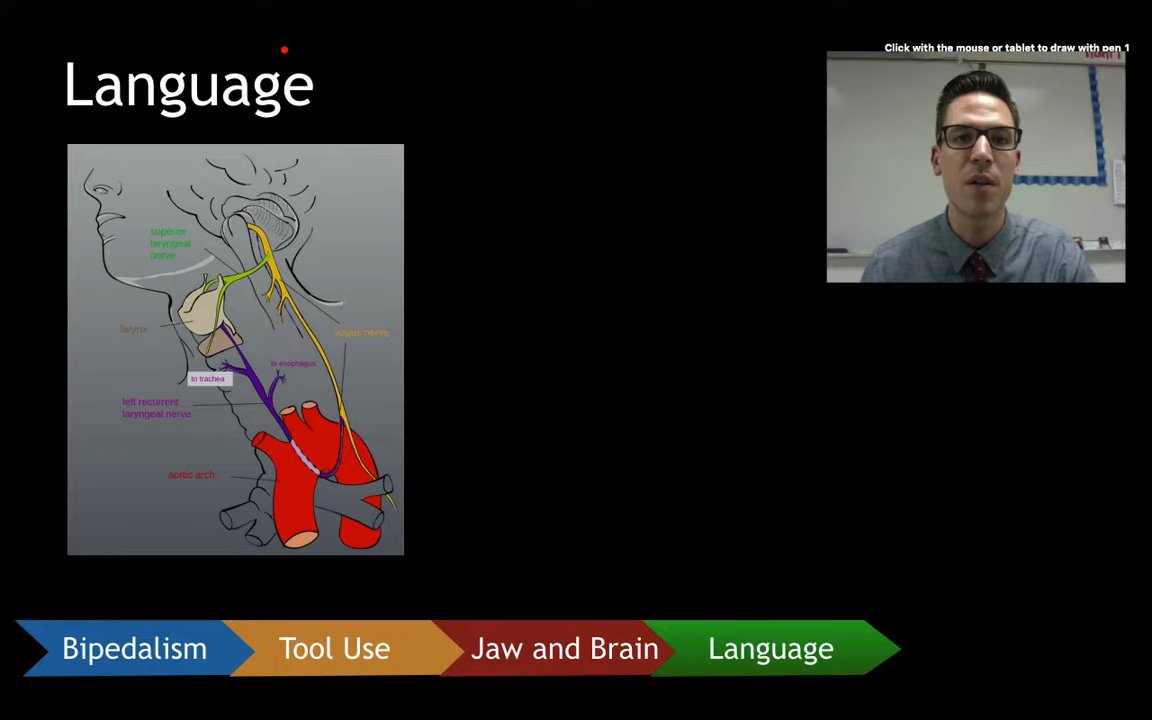 Click with the mouse or tablet to draw with pen 1
Language
superior
laryngeal
nerve
larynx
vagus nerve
to esophagus
to trachea
left recurrent
laryngeal nerve
aortic arch
Bipedalism
Tool Use
Jaw and Brain
Language